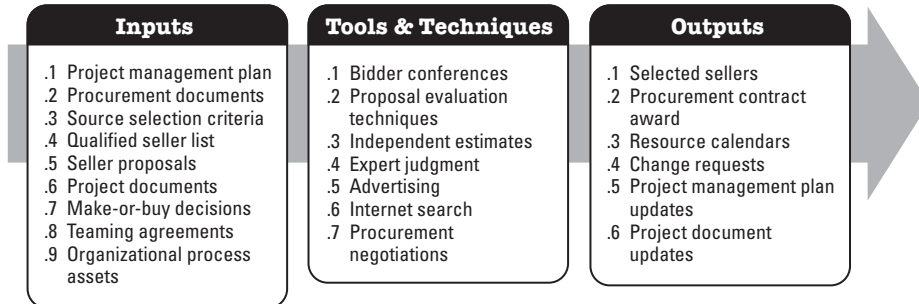 Inputs
.1 Project management plan
.2 Procurement documents
.3 Source selection criteria
.4 Qualified seller list
.5 Seller proposals
.6 Project documents
.7 Make-or-buy decisions
.8 Teaming agreements
.9 Organizational process
assets
Tools & Techniques
.1 Bidder conferences
.2 Proposal evaluation
techniques
.3 Independent estimates
.4 Expert judgment
.5 Advertising
.6 Internet search
.7 Procurement
negotiations
Outputs
.1 Selected sellers
.2 Procurement contract
award
.3 Resource calendars
.4 Change requests
.5 Project management plan
updates
.6 Project document
updates